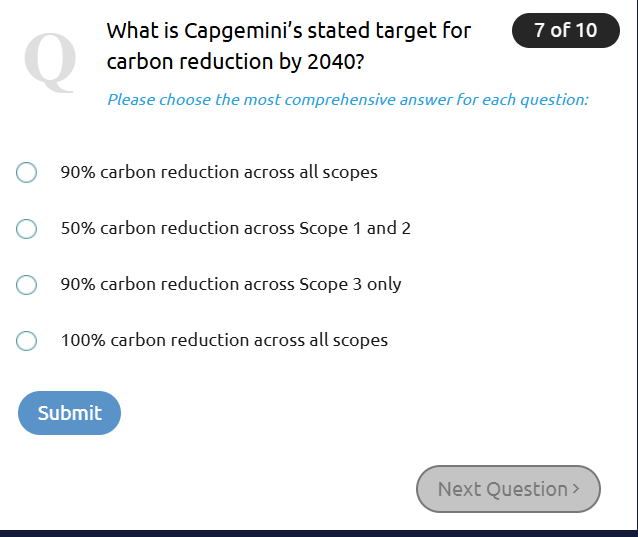 Q
What is Capgemini’s stated target for
carbon reduction by 2040?
7 of 10
Please choose the most comprehensive answer for each question:
90% carbon reduction across all scopes
50% carbon reduction across Scope 1 and 2
90% carbon reduction across Scope 3 only
100% carbon reduction across all scopes
Submit
Next Question >